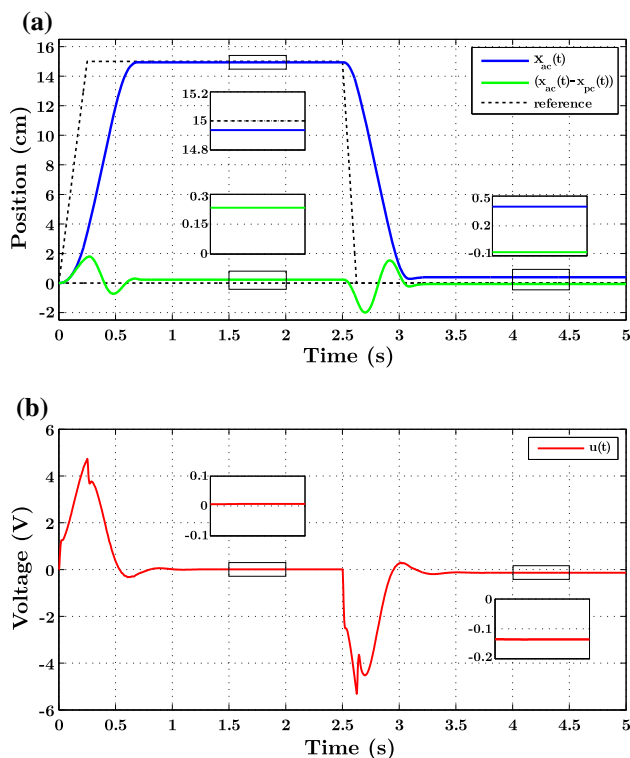 (a)
16
14
12
10
8
6
4
2
0
-2
Position (cm)
x_ac(t)
(x_ac(t)-x_pc(t))
reference
15.2
15
14.8
0.3
0.15
0
0.5
0.2
-0.1
0 0.5 1 1.5 2 2.5 3 3.5 4 4.5 5
Time (s)
(b)
6
4
2
0
-2
-4
-6
Voltage (V)
u(t)
0.1
0
-0.1
0
-0.1
-0.2
0 0.5 1 1.5 2 2.5 3 3.5 4 4.5 5
Time (s)